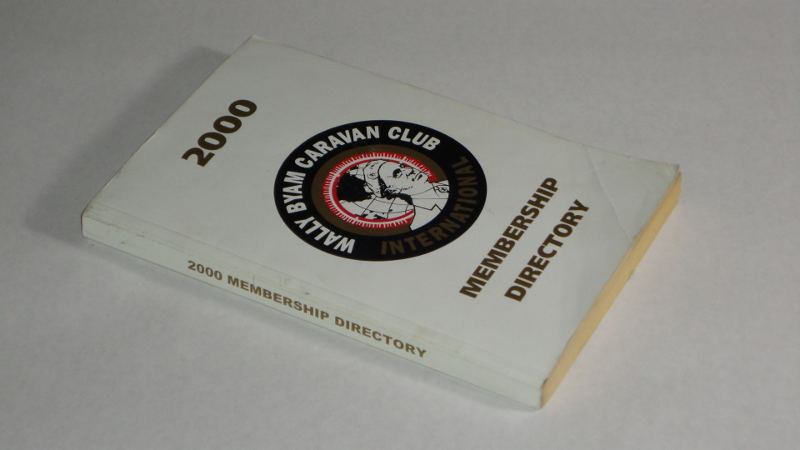 2000
WALLY BYAM CARAVAN CLUB
INTERNATIONAL
MEMBERSHIP
DIRECTORY
2000 MEMBERSHIP DIRECTORY